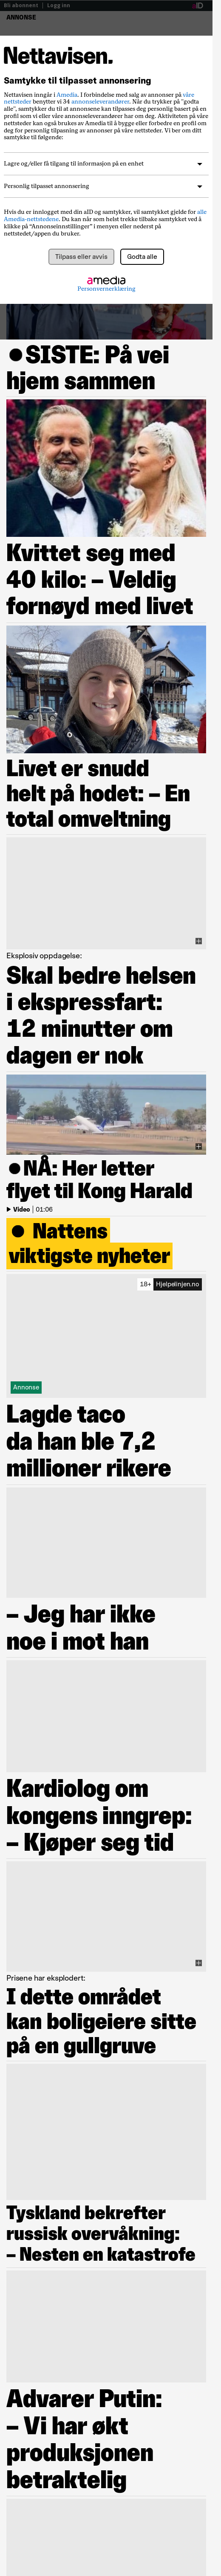 Bli abonnent | Logg inn
aID
ANNONSE
Nettavisen.
Samtykke til tilpasset annonsering
Nettavisen inngår i Amedia. I forbindelse med salg av annonser på våre
nettsteder benytter vi 34 annonseleverandører. Når du trykker på "godta
alle", samtykker du til at annonsene kan tilpasses deg basert på en
profil som vi eller våre annonseleverandører har om deg. Aktivitetene på våre
nettsteder kan også brukes av Amedia til å bygge eller forbedre en profil om
deg for personlig tilpasning av annonser på våre nettsteder. Vi ber om ditt
samtykke til følgende:
Lagre og/eller få tilgang til informasjon på en enhet
Personlig tilpasset annonsering
Hvis du er innlogget med din aID og samtykker, vil samtykket gjelde for alle
Amedia-nettstedene. Du kan når som helst trekke tilbake samtykket ved å
klikke på "Annonseinnstillinger" i menyen eller nederst på
nettstedet/appen du bruker.
Tilpass eller avvis
Godta alle
amedia
Personvernerklæring
●SISTE: På vei
hjem sammen
Kvittet seg med
40 kilo: – Veldig
fornøyd med livet
Livet er snudd
helt på hodet: – En
total omveltning
Eksplosiv oppdagelse:
Skal bedre helsen
i ekspressfart:
12 minutter om
dagen er nok
●NÅ: Her letter
flyet til Kong Harald
Video | 01:06
● Nattens
viktigste nyheter
18+ Hjelpelinjen.no
Annonse
Lagde taco
da han ble 7,2
millioner rikere
– Jeg har ikke
noe i mot han
Kardiolog om
kongens inngrep:
– Kjøper seg tid
Prisene har eksplodert:
I dette området
kan boligeiere sitte
på en gullgruve
Tyskland bekrefter
russisk overvåkning:
– Nesten en katastrofe
Advarer Putin:
– Vi har økt
produksjonen
betraktelig